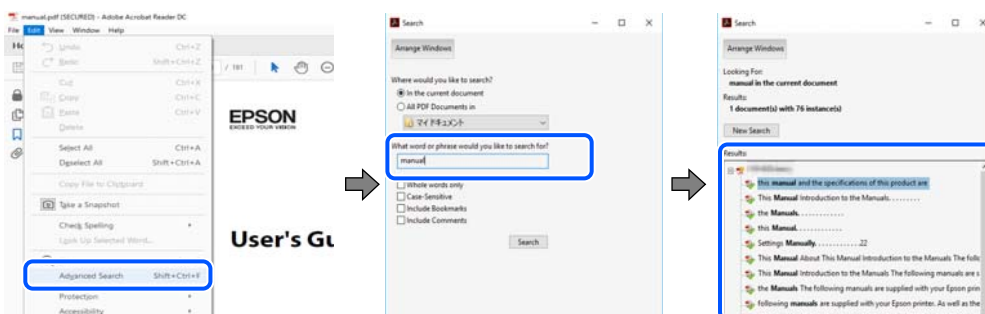 manual.pdf (SECURED) - Adobe Acrobat Reader DC
File Edit View Window Help
Undo Ctrl+Z
Redo Shift+Ctrl+Z
Cut Ctrl+X
Copy Ctrl+C
Paste Ctrl+V
Delete
Select All Ctrl+A
Deselect All Shift+Ctrl+A
Copy File to Clipboard
Take a Snapshot
Check Spelling
Look Up Selected Word...
Advanced Search Shift+Ctrl+F
Protection
Accessibility
/ 181
EPSON
EXCEED YOUR VISION
User's Gu
Search
Arrange Windows
Where would you like to search?
In the current document
All PDF Documents in
マイドキュメント
What word or phrase would you like to search for?
manual
Whole words only
Case-Sensitive
Include Bookmarks
Include Comments
Search
Search
Arrange Windows
Looking For:
manual in the current document
Results:
1 document(s) with 76 instance(s)
New Search
Results:
this manual and the specifications of this product are
This Manual Introduction to the Manuals. . . . . . . . .
the Manuals. . . . . . . . . . . . .
this Manual. . . . . . . . . . . . .
Settings Manually. . . . . . . . . . . . .22
This Manual About This Manual Introduction to the Manuals The follo
This Manual Introduction to the Manuals The following manuals are s
the Manuals The following manuals are supplied with your Epson prin
following manuals are supplied with your Epson printer. As well as the